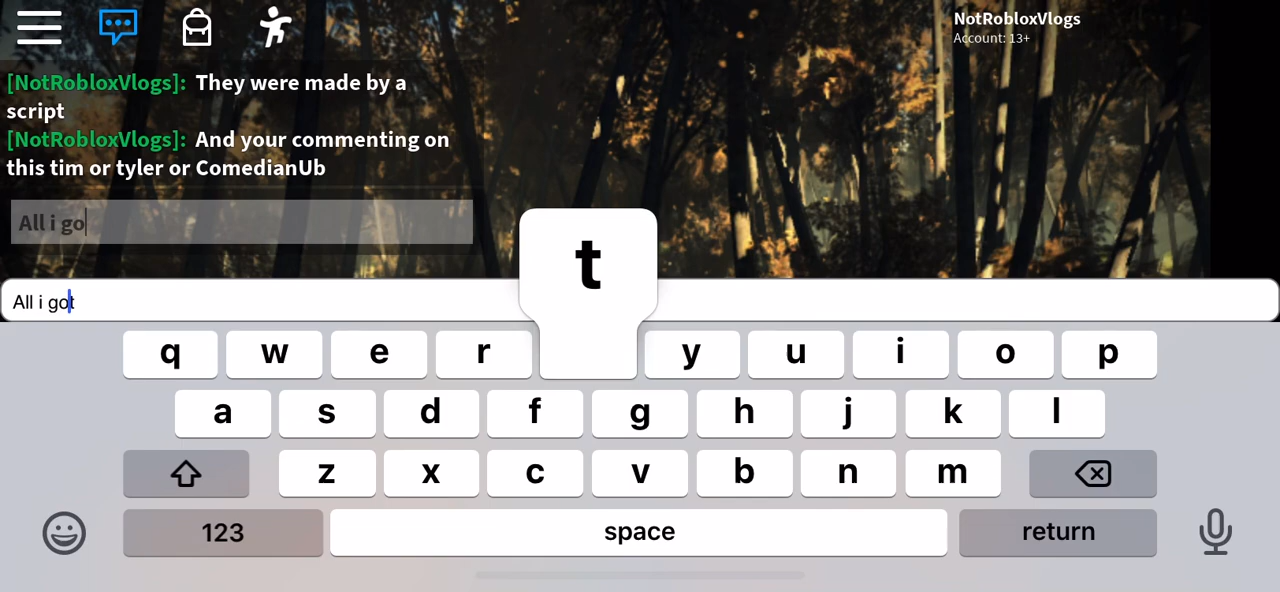 NotRobloxVlogs
Account: 13+
[NotRobloxVlogs]: They were made by a
script
[NotRobloxVlogs]: And your commenting on
this tim or tyler or ComedianUb
All i go
All i got
t
q w e r y u i o p
a s d f g h j k l
z x c v b n m
123 space return